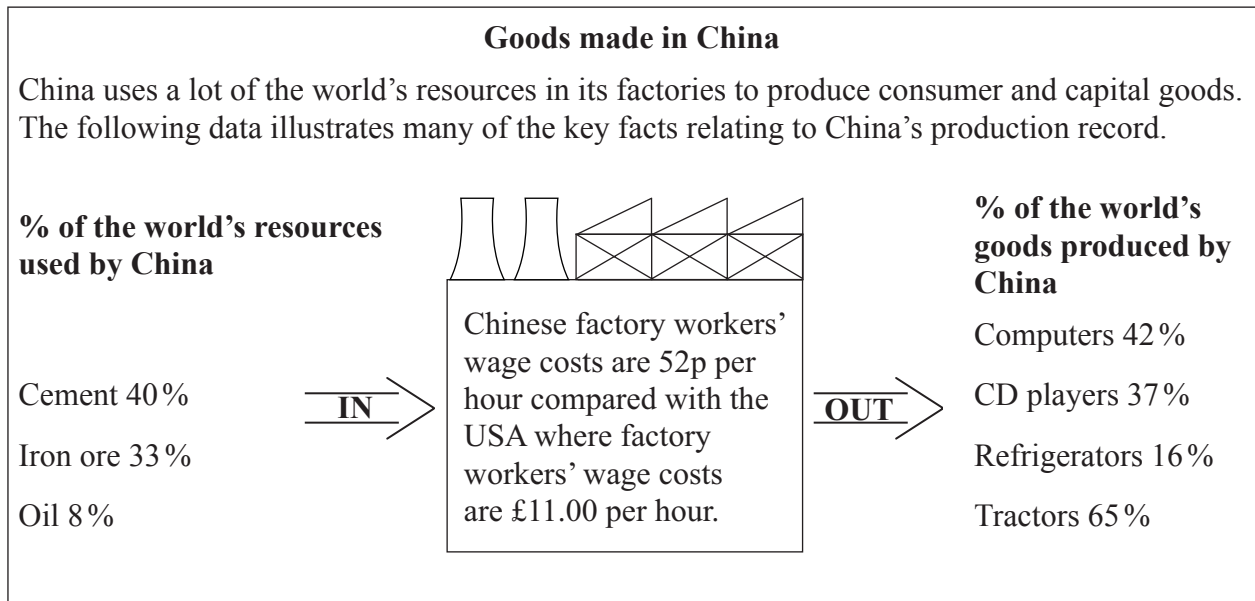 Goods made in China
China uses a lot of the world’s resources in its factories to produce consumer and capital goods.
The following data illustrates many of the key facts relating to China’s production record.
% of the world’s resources
used by China
Cement 40%
Iron ore 33%
Oil 8%
IN
Chinese factory workers’
wage costs are 52p per
hour compared with the
USA where factory
workers’ wage costs
are £11.00 per hour.
OUT
% of the world’s
goods produced by
China
Computers 42%
CD players 37%
Refrigerators 16%
Tractors 65%